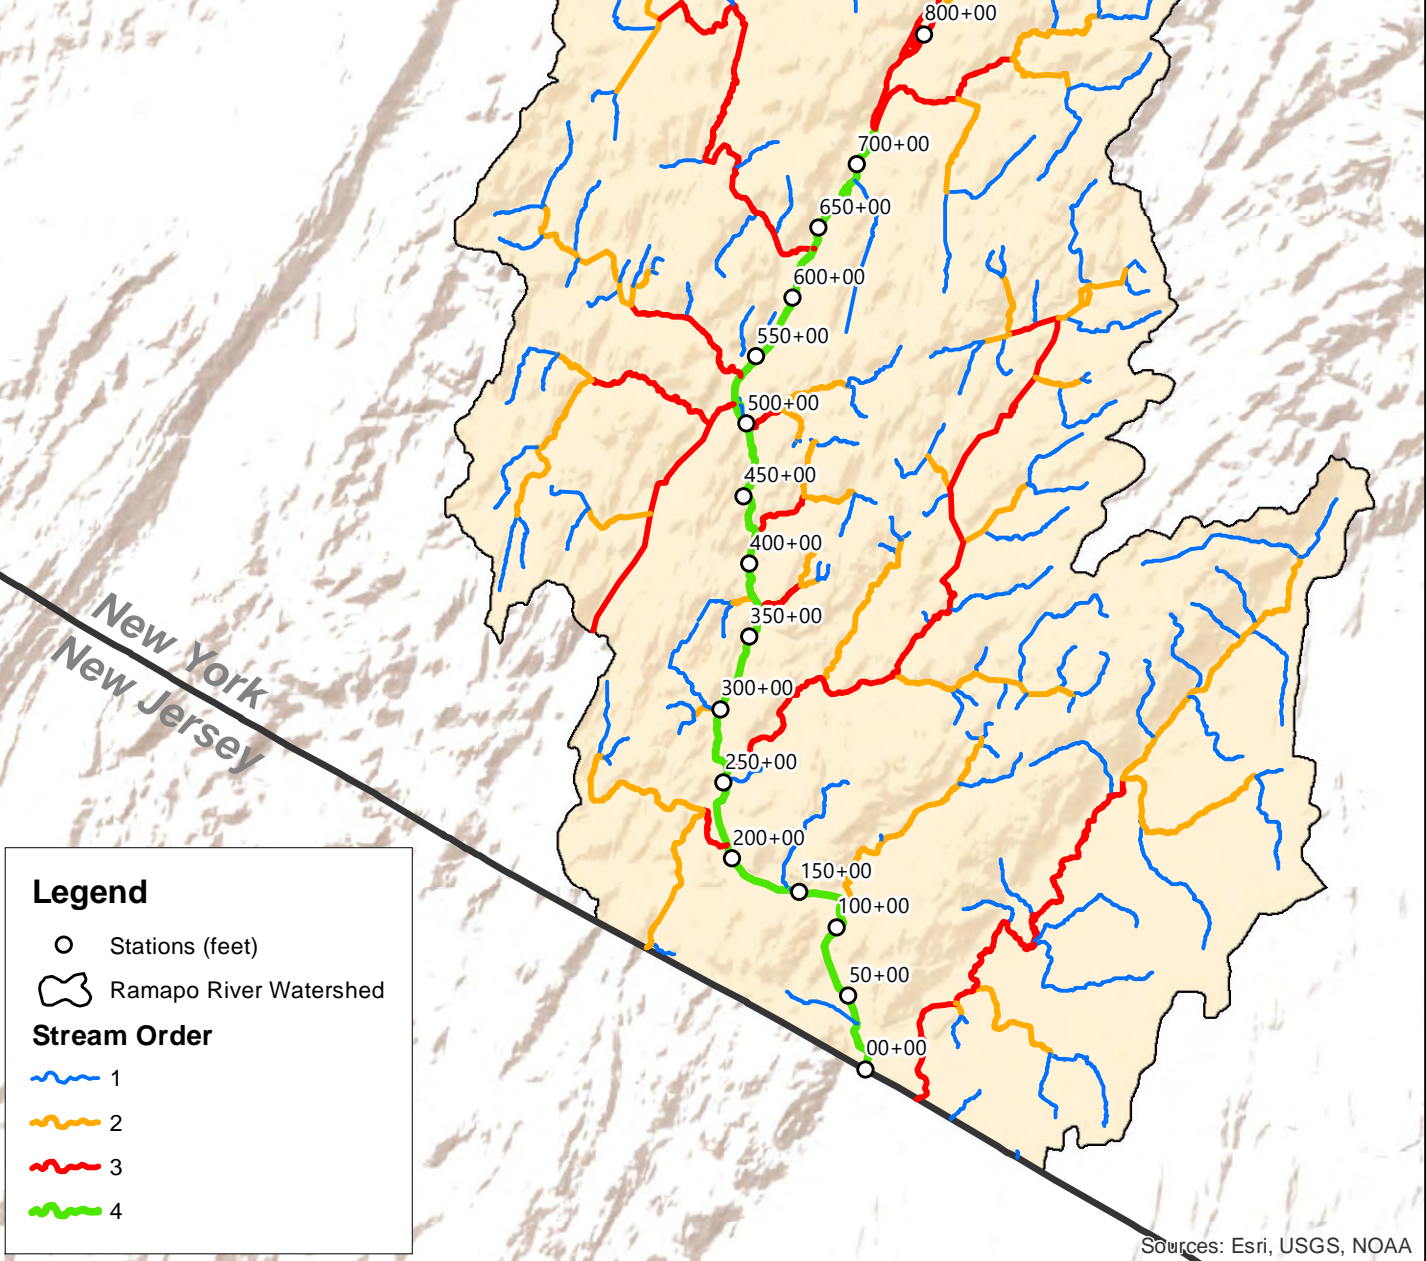 800+00
700+00
650+00
600+00
550+00
500+00
450+00
400+00
350+00
300+00
250+00
200+00
150+00
100+00
50+00
00+00
New York
New Jersey
Legend
Stations (feet)
Ramapo River Watershed
Stream Order
1
2
3
4
Sources: Esri, USGS, NOAA